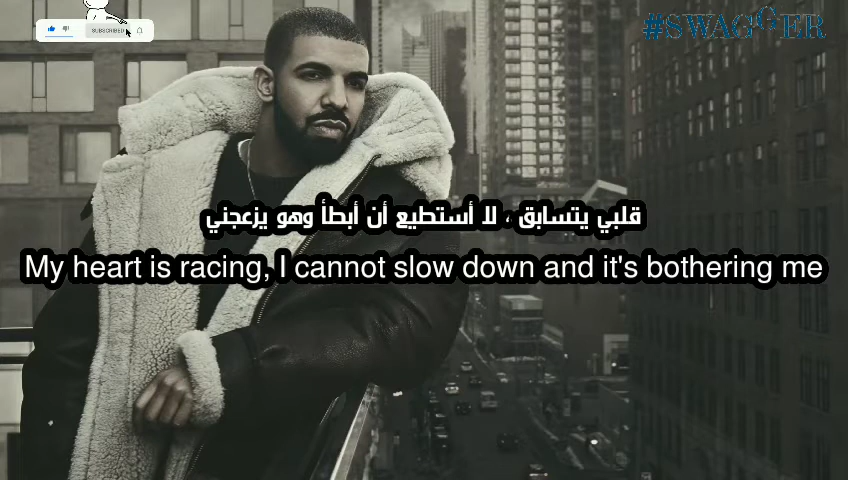 #SWAGGER
SUBSCRIBED
قلبي يتسابق ، لا أستطيع أن أبطأ وهو يزعجني
My heart is racing, I cannot slow down and it's bothering me